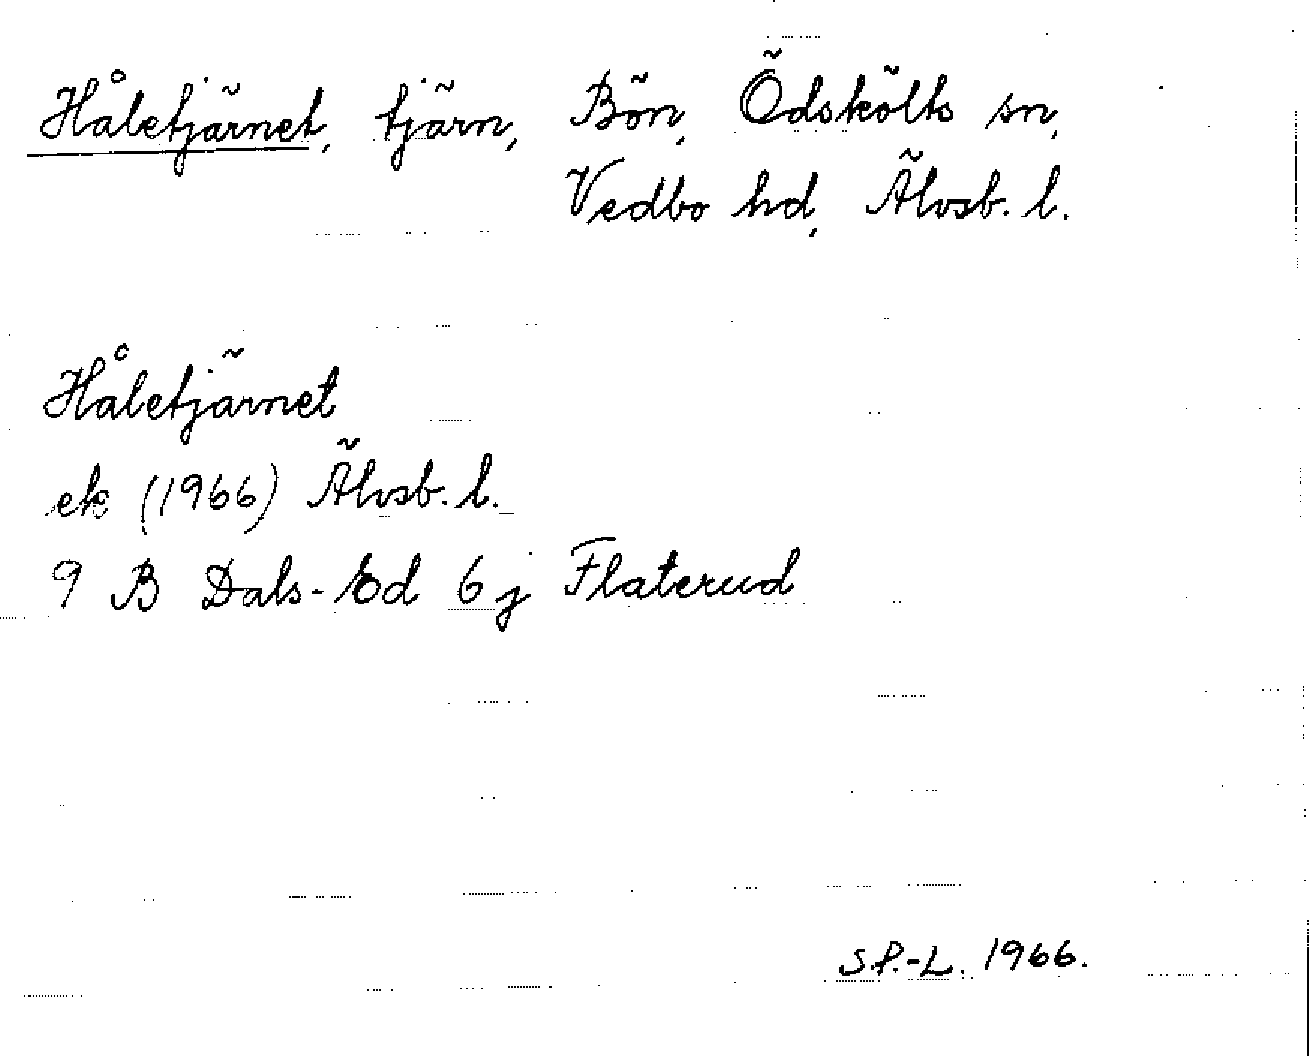 Håletjärnet, tjärn, Bön, Ödskölts sn,
Vedbo hd, Älvsb. l.
Håletjärnet
ek (1966) Älvsb. l.
9 B Dals-Ed 6 j Flaterud
S.P.-L. 1966.